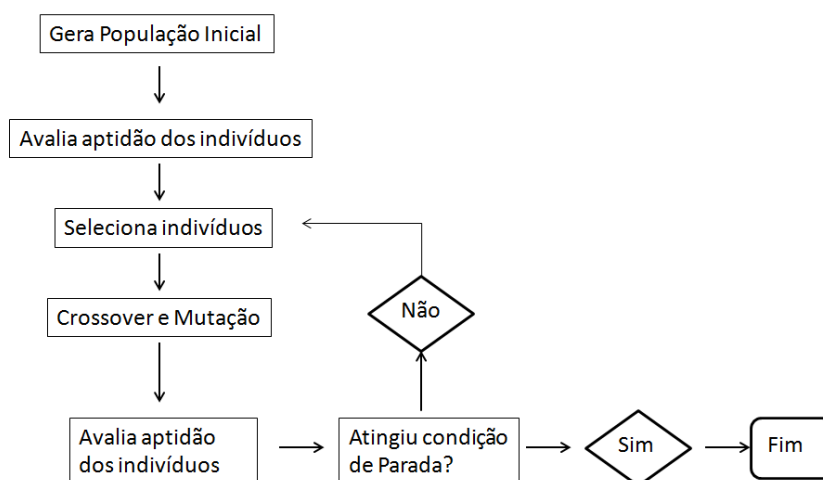 Gera População Inicial
Avalia aptidão dos indivíduos
Seleciona indivíduos
Crossover e Mutação
Não
Avalia aptidão
dos indivíduos
Atingiu condição
de Parada?
Sim
Fim